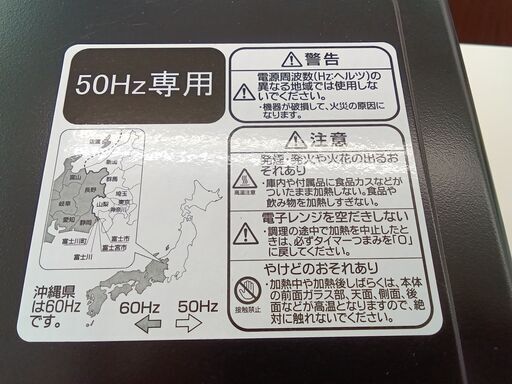 50Hz専用
佐渡
新潟
富山
群馬
長野
埼玉
岐阜
山梨
東京
神奈川
愛知
静岡
富士川町
富士市
富士宮市
富士川
沖縄県
は60Hz
です。
60Hz
50Hz
警告
電源周波数(Hz:ヘルツ)の
異なる地域では使用しな
いでください。
・機器が破損して、火災の原因に
なります。
注意
高温注意
発煙・発火や火花の出るお
それあり
・庫内や付属品に食品カスなどが
ついたまま加熱しない。食品や
飲み物を加熱しすぎない。
電子レンジを空だきしない
・調理の途中で加熱を中止したと
きは、必ずタイマーつまみを「0」
に戻してください。
接触禁止
やけどのおそれあり
・加熱中や加熱後しばらくは、本体
の前面ガラス部、天面、側面、後
面などが高温となりますので、絶
対に触れないでください。